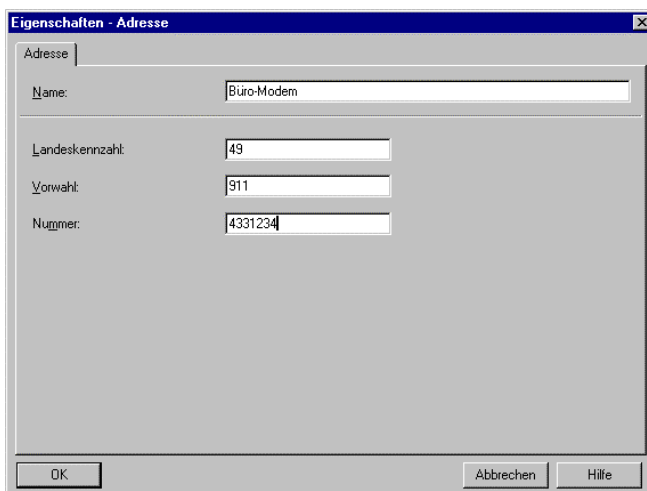 Eigenschaften - Adresse
Adresse
Name: Büro-Modem
Landeskennzahl: 49
Vorwahl: 911
Nummer: 4331234
OK Abbrechen Hilfe